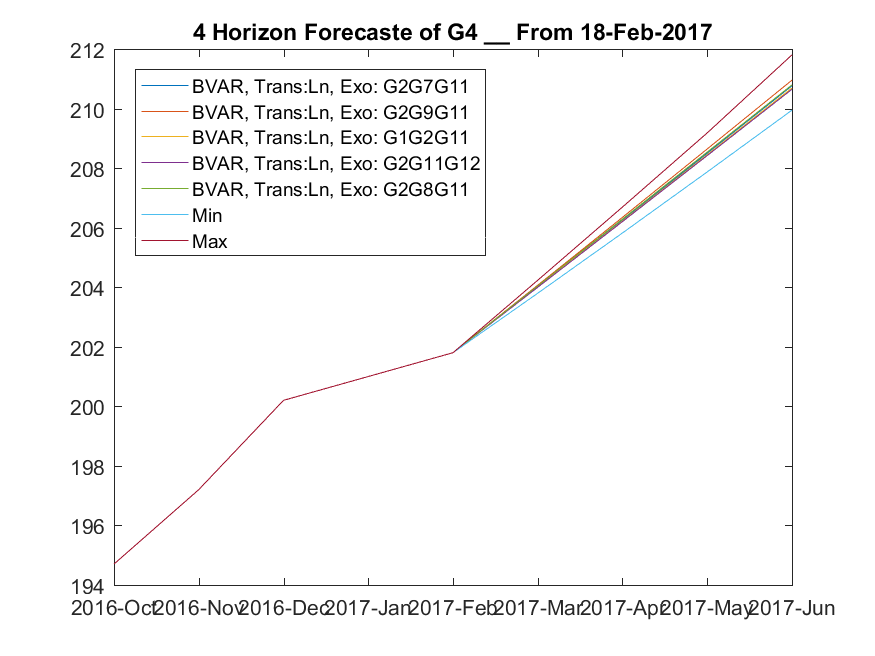 4 Horizon Forecaste of G4 __ From 18-Feb-2017
212
210
208
206
204
202
200
198
196
194
BVAR, Trans:Ln, Exo: G2G7G11
BVAR, Trans:Ln, Exo: G2G9G11
BVAR, Trans:Ln, Exo: G1G2G11
BVAR, Trans:Ln, Exo: G2G11G12
BVAR, Trans:Ln, Exo: G2G8G11
Min
Max
2016-Oct 2016-Nov 2016-Dec 2017-Jan 2017-Feb 2017-Mar 2017-Apr 2017-May 2017-Jun